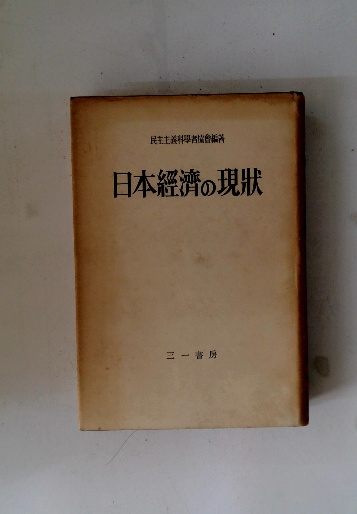 民主主義科學者協會編著
日本經濟の現狀
三一書房